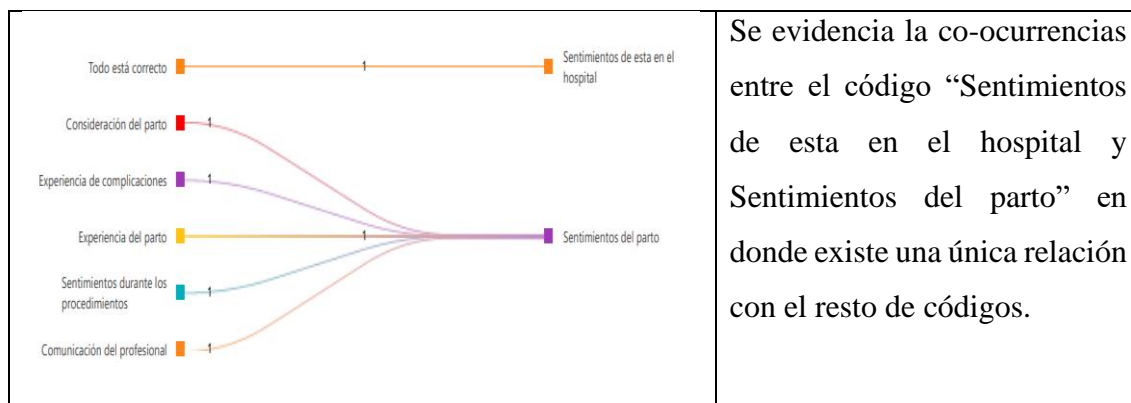 Todo está correcto
1
Sentimientos de esta en el
hospital
Consideración del parto
1
Experiencia de complicaciones
1
Experiencia del parto
1
Sentimientos del parto
Sentimientos durante los
procedimientos
1
Comunicación del profesional
1
Se evidencia la co-ocurrencias
entre el código “Sentimientos
de esta en el hospital y
Sentimientos del parto” en
donde existe una única relación
con el resto de códigos.